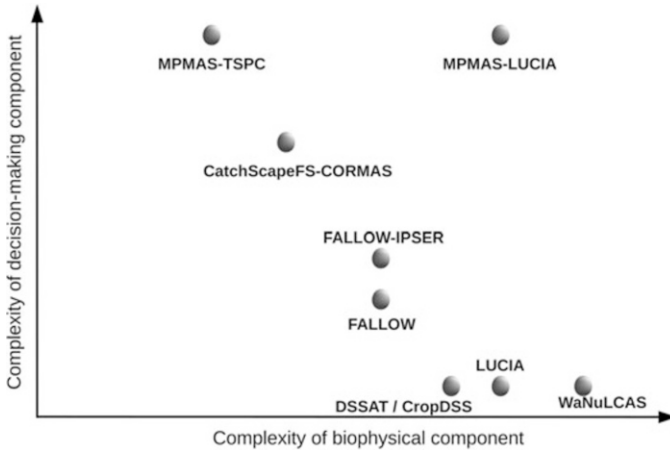 Complexity of decision-making component
MPMAS-TSPC
MPMAS-LUCIA
CatchScapeFS-CORMAS
FALLOW-IPSER
FALLOW
LUCIA
DSSAT / CropDSS
WaNuLCAS
Complexity of biophysical component